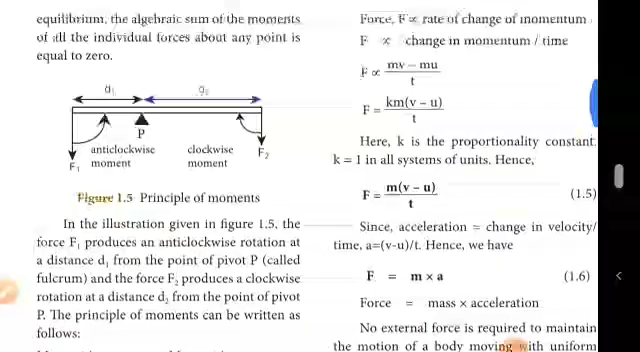 equilibrium, the algebraic sum of the moments
of all the individual forces about any point is
equal to zero.
d₁ d₂
P
anticlockwise moment
clockwise moment
F₁ F₂
Figure 1.5 Principle of moments
In the illustration given in figure 1.5, the
force F₁ produces an anticlockwise rotation at
a distance d₁ from the point of pivot P (called
fulcrum) and the force F₂ produces a clockwise
rotation at a distance d₂ from the point of pivot
P. The principle of moments can be written as
follows:
Force, F ∝ rate of change of momentum
F ∝ change in momentum / time
F ∝ mv – mu / t
F = km(v – u) / t
Here, k is the proportionality constant.
k = 1 in all systems of units. Hence,
F = m(v – u) / t (1.5)
Since, acceleration = change in velocity/
time, a=(v-u)/t. Hence, we have
F = m x a (1.6)
Force = mass × acceleration
No external force is required to maintain
the motion of a body moving with uniform